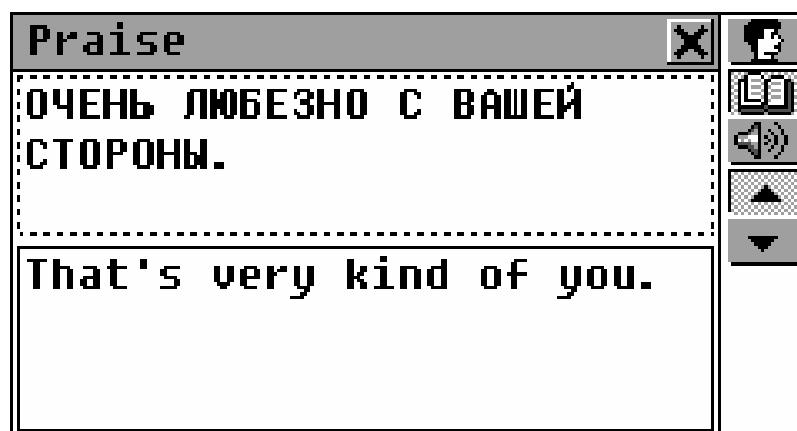 Praise
ОЧЕНЬ ЛЮБЕЗНО С ВАШЕЙ
СТОРОНЫ.
That's very kind of you.